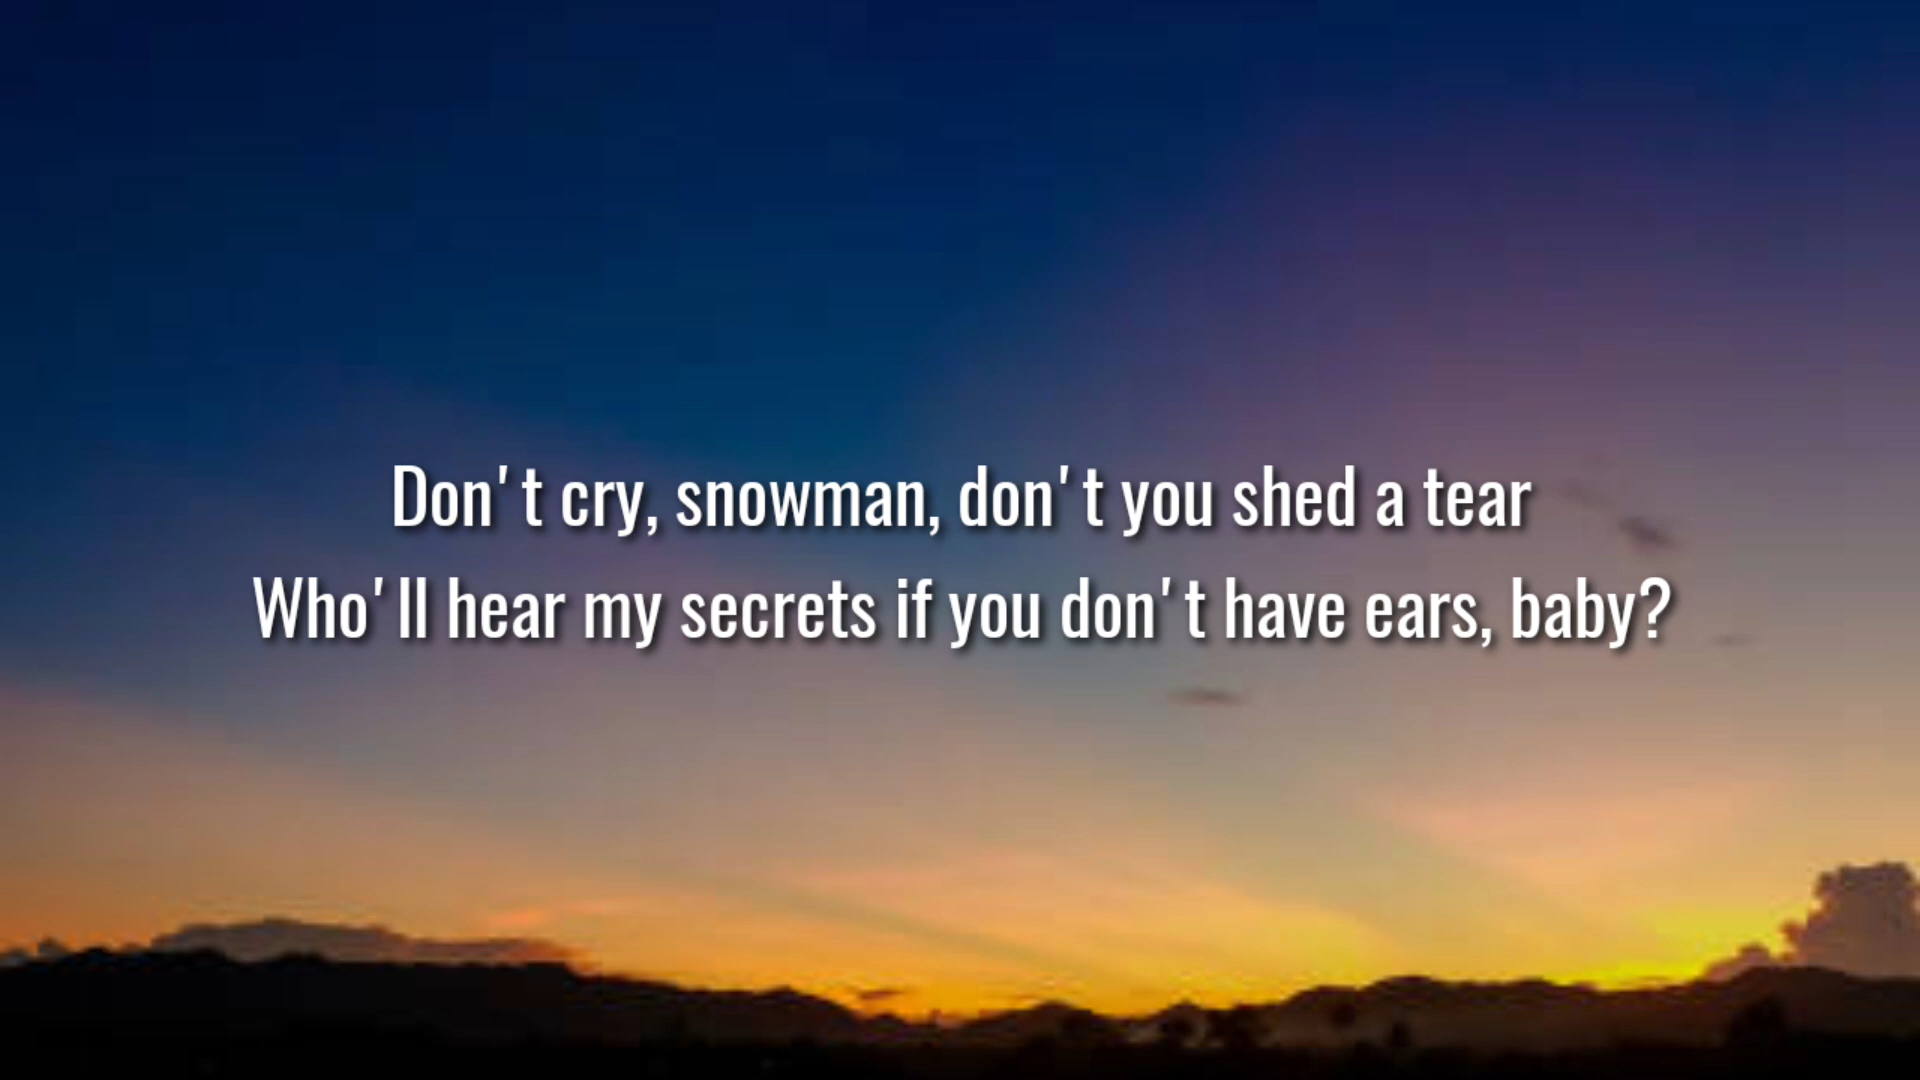 Don't cry, snowman, don't you shed a tear
Who'll hear my secrets if you don't have ears, baby?